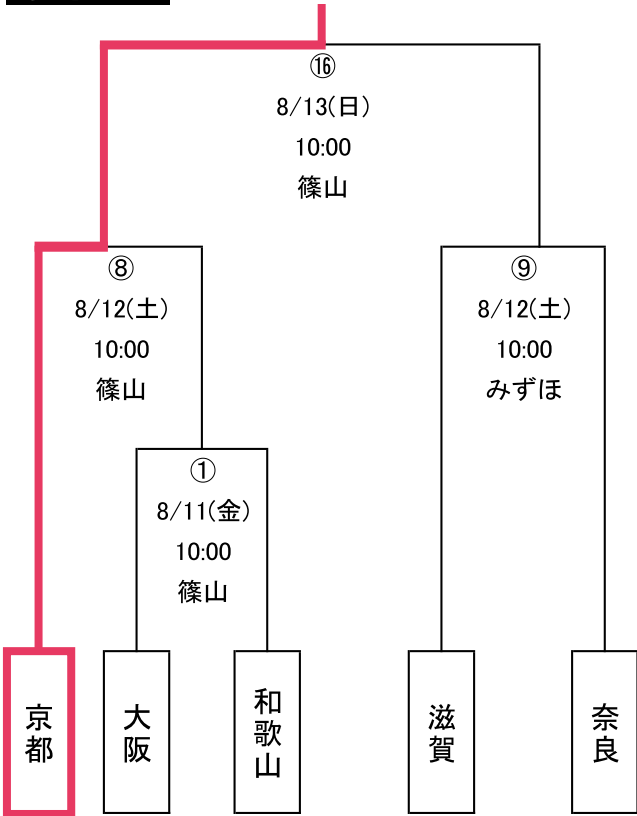 ⑯
8/13(日)
10:00
篠山
⑧
8/12(土)
10:00
篠山
⑨
8/12(土)
10:00
みずほ
①
8/11(金)
10:00
篠山
京都
大阪
和歌山
滋賀
奈良